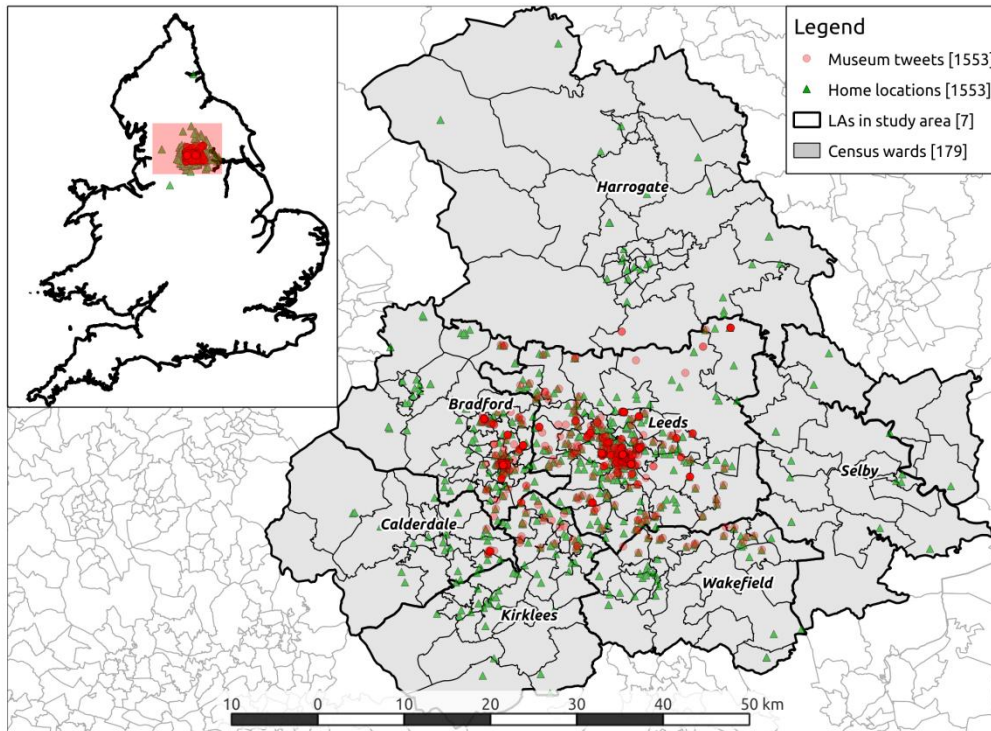 Legend
Museum tweets [1553]
Home locations [1553]
LAs in study area [7]
Census wards [179]
Harrogate
Bradford
Leeds
Selby
Calderdale
Wakefield
Kirklees
10 0 10 20 30 40 50 km